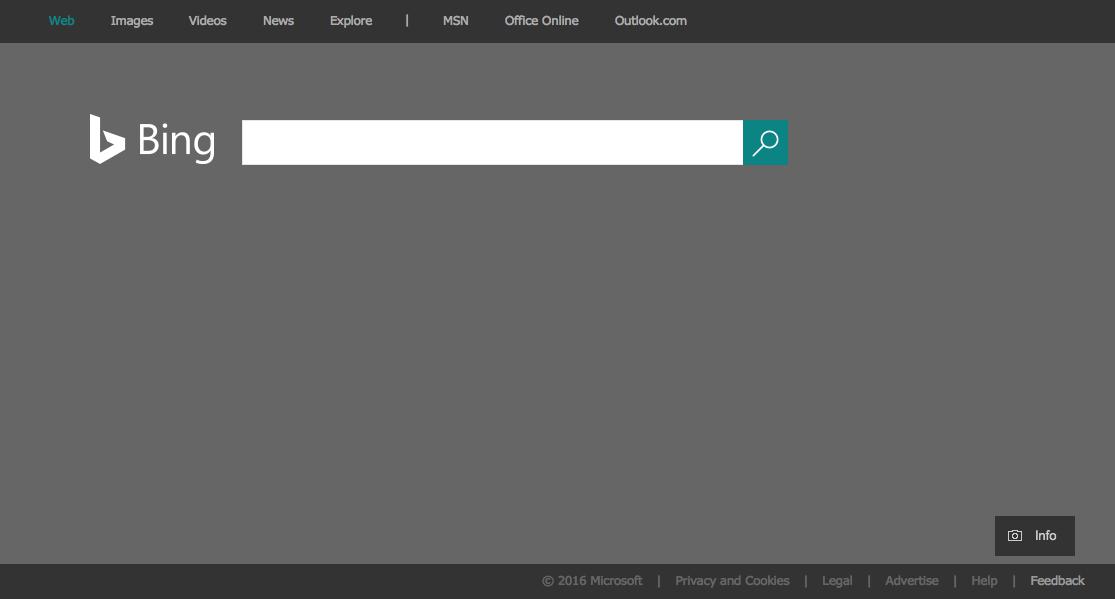 Web Images Videos News Explore | MSN Office Online Outlook.com
Bing
Info
© 2016 Microsoft | Privacy and Cookies | Legal | Advertise | Help | Feedback